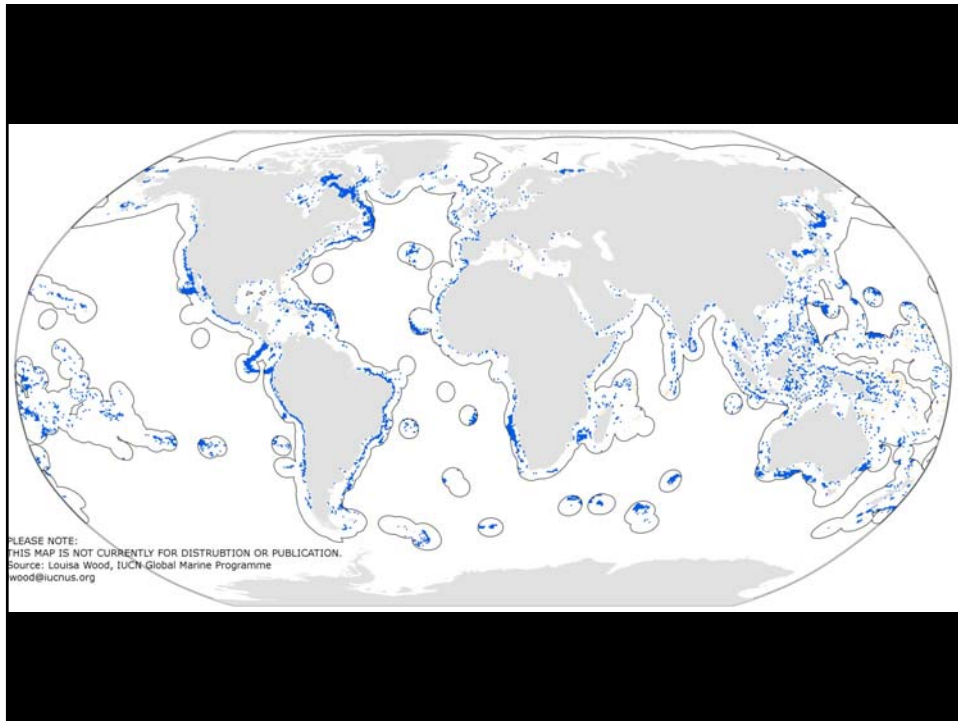 PLEASE NOTE:
THIS MAP IS NOT CURRENTLY FOR DISTRUBTION OR PUBLICATION.
Source: Louisa Wood, IUCN Global Marine Programme
wood@iucnus.org